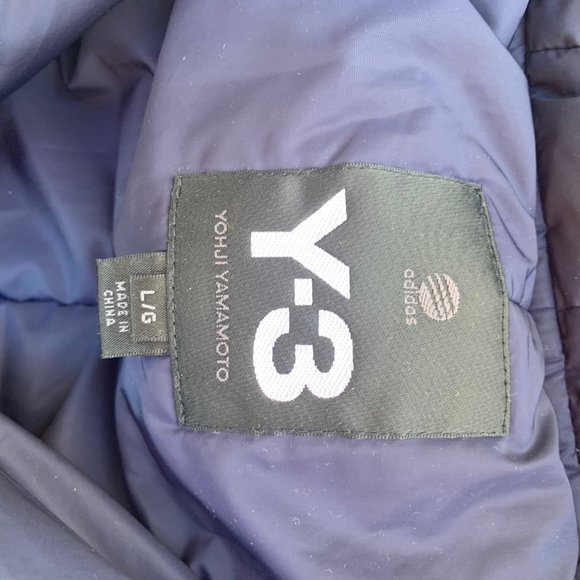 adidas
Y-3
YOHJI YAMAMOTO
L/G
MADE IN
CHINA